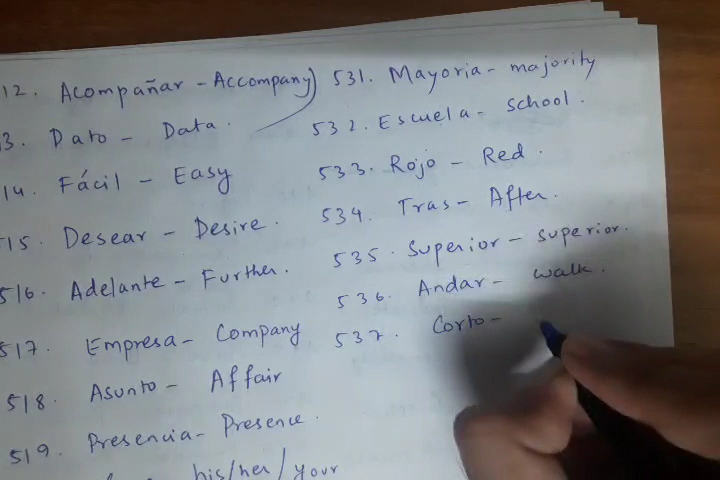 12. Acompañar - Accompany)
13. Dato - Data.
14. Fácil - Easy
515. Desear - Desire.
516. Adelante - Further.
517. Empresa - Company
518. Asunto - Affair
519. Presencia - Presence.
his/her/your
531. Mayoria - majority
532. Escuela - School.
533. Rojo - Red.
534. Tras - After.
535. Superior - superior.
536. Andar - walk.
537. Corto -